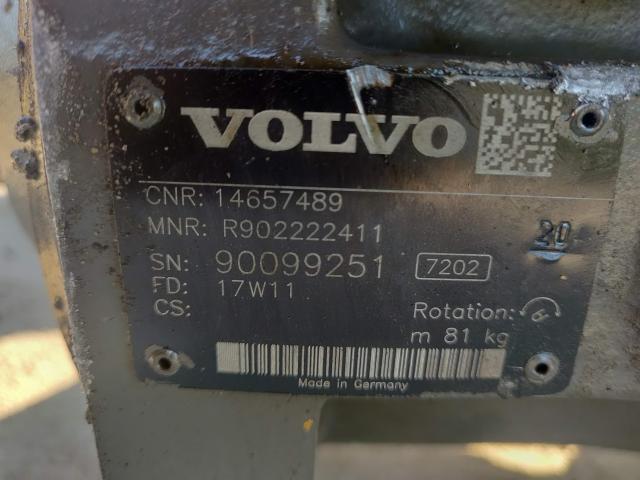 VOLVO
CNR: 14657489
MNR: R902222411
20
SN: 90099251 7202
FD: 17W11
CS:
Rotation:
m 81 kg
Made in Germany